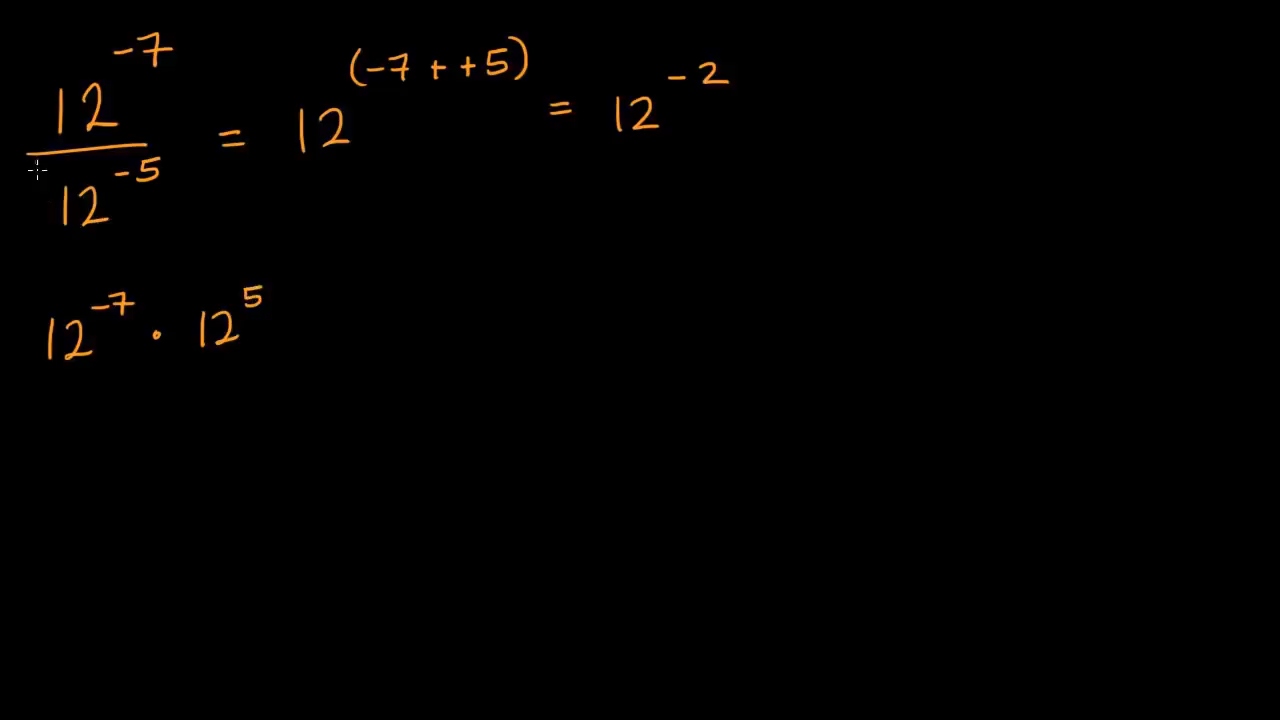 12^-7 / 12^-5 = 12^(-7 + +5) = 12^-2
12^-7 · 12^5